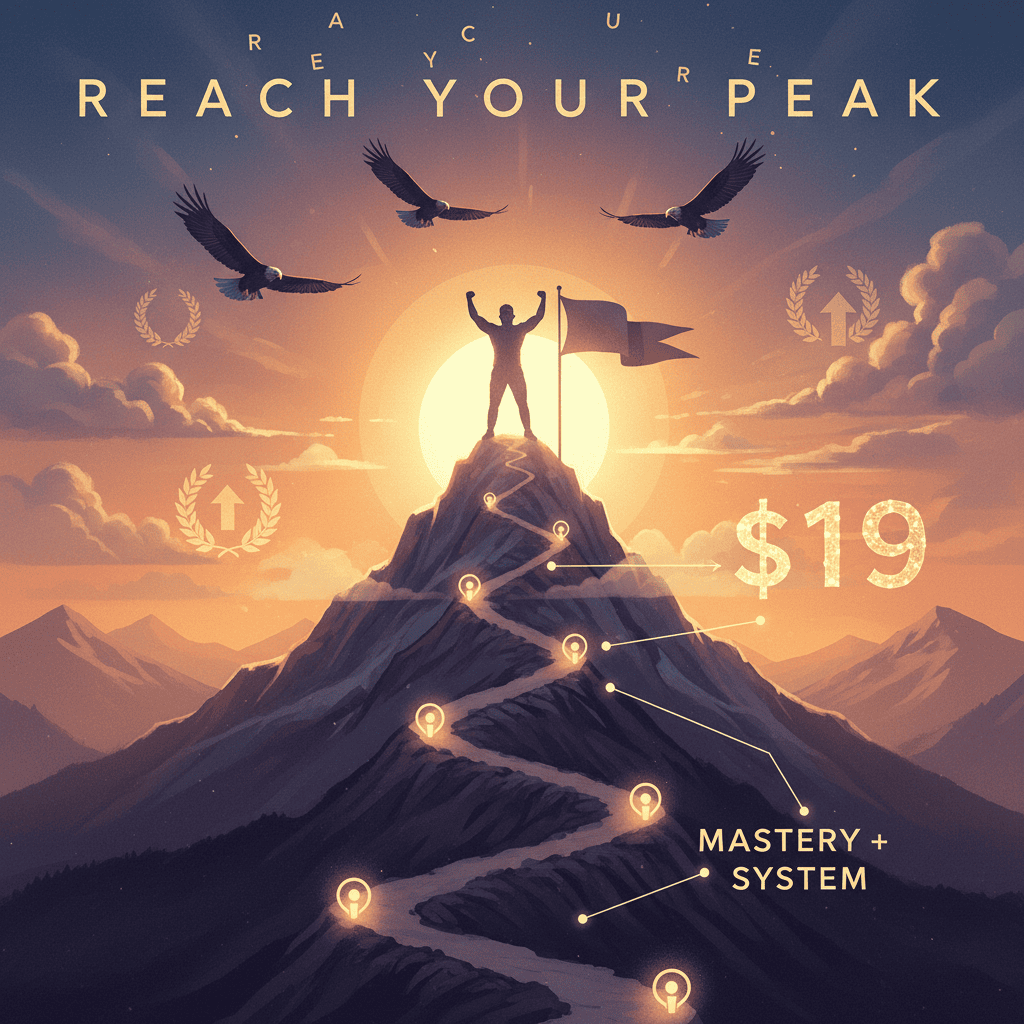 A U
R C
E Y R E
REACH YOUR PEAK
$19
MASTERY +
SYSTEM